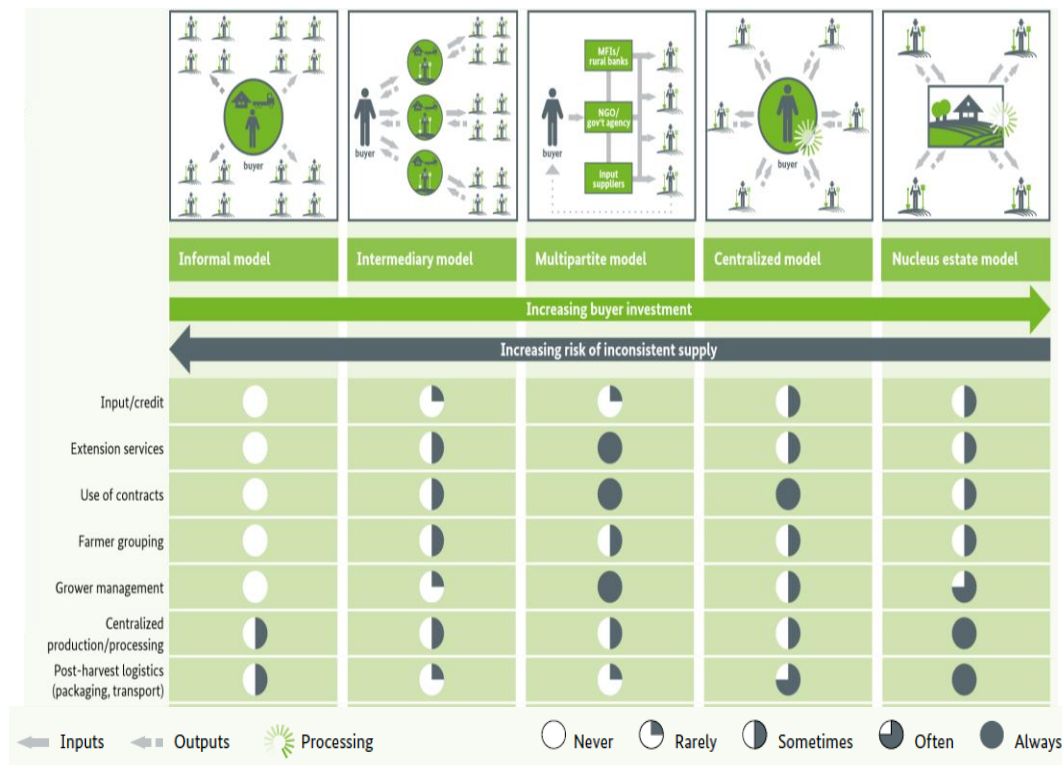 buyer
buyer
buyer
MFIs/
rural banks
NGO/
gov't agency
Input
suppliers
buyer
Informal model
Intermediary model
Multipartite model
Centralized model
Nucleus estate model
Increasing buyer investment
Increasing risk of inconsistent supply
Input/credit
Extension services
Use of contracts
Farmer grouping
Grower management
Centralized
production/processing
Post-harvest logistics
(packaging, transport)
Inputs
Outputs
Processing
Never
Rarely
Sometimes
Often
Always